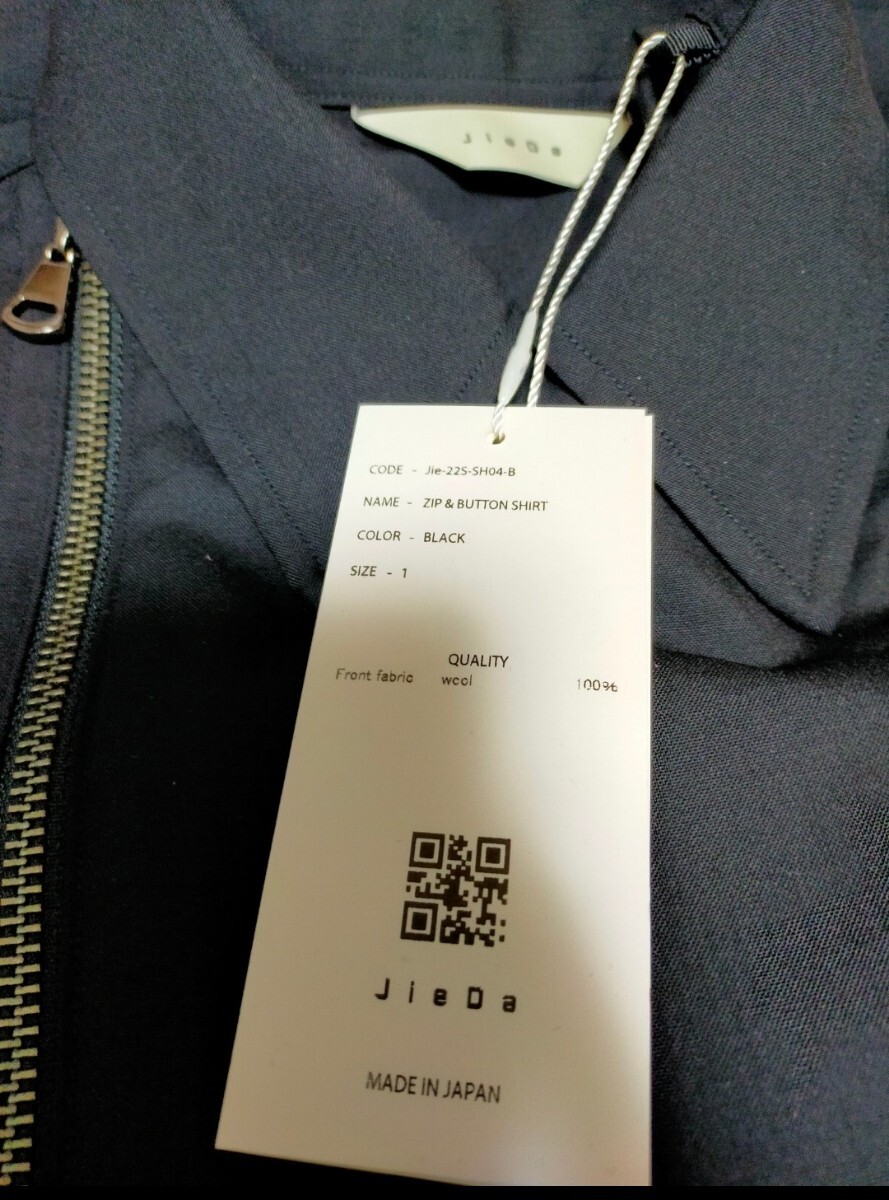 JieDa
CODE - Jie-22S-SH04-B
NAME - ZIP & BUTTON SHIRT
COLOR - BLACK
SIZE - 1
QUALITY
Front fabric wool 100%
JieDa
MADE IN JAPAN